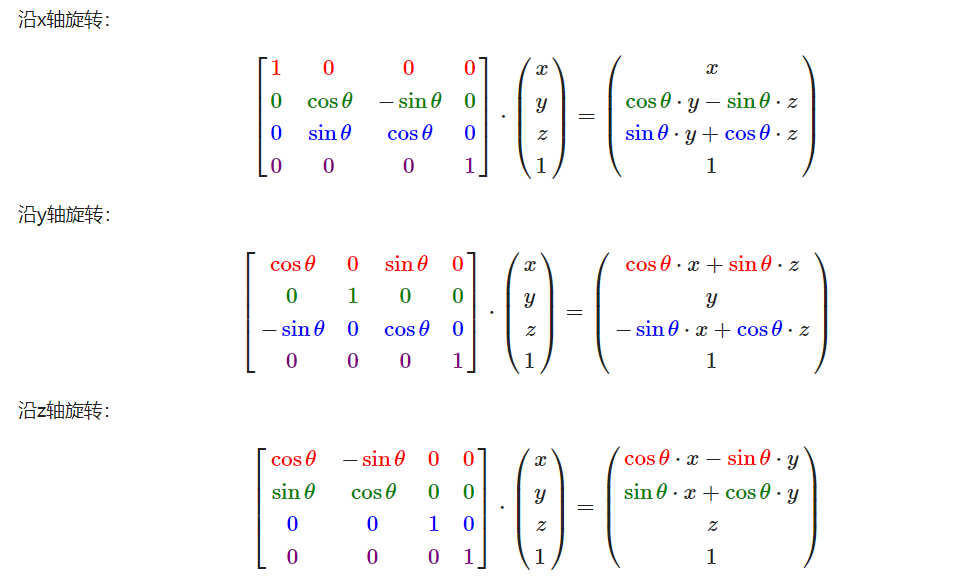 沿x轴旋转：
[1 0 0 0] (x) (x)
[0 cosθ −sinθ 0] · (y) = (cosθ · y − sinθ · z)
[0 sinθ cosθ 0] (z) (sinθ · y + cosθ · z)
[0 0 0 1] (1) (1)
沿y轴旋转：
[cosθ 0 sinθ 0] (x) (cosθ · x + sinθ · z)
[0 1 0 0] · (y) = (y)
[−sinθ 0 cosθ 0] (z) (−sinθ · x + cosθ · z)
[0 0 0 1] (1) (1)
沿z轴旋转：
[cosθ −sinθ 0 0] (x) (cosθ · x − sinθ · y)
[sinθ cosθ 0 0] · (y) = (sinθ · x + cosθ · y)
[0 0 1 0] (z) (z)
[0 0 0 1] (1) (1)